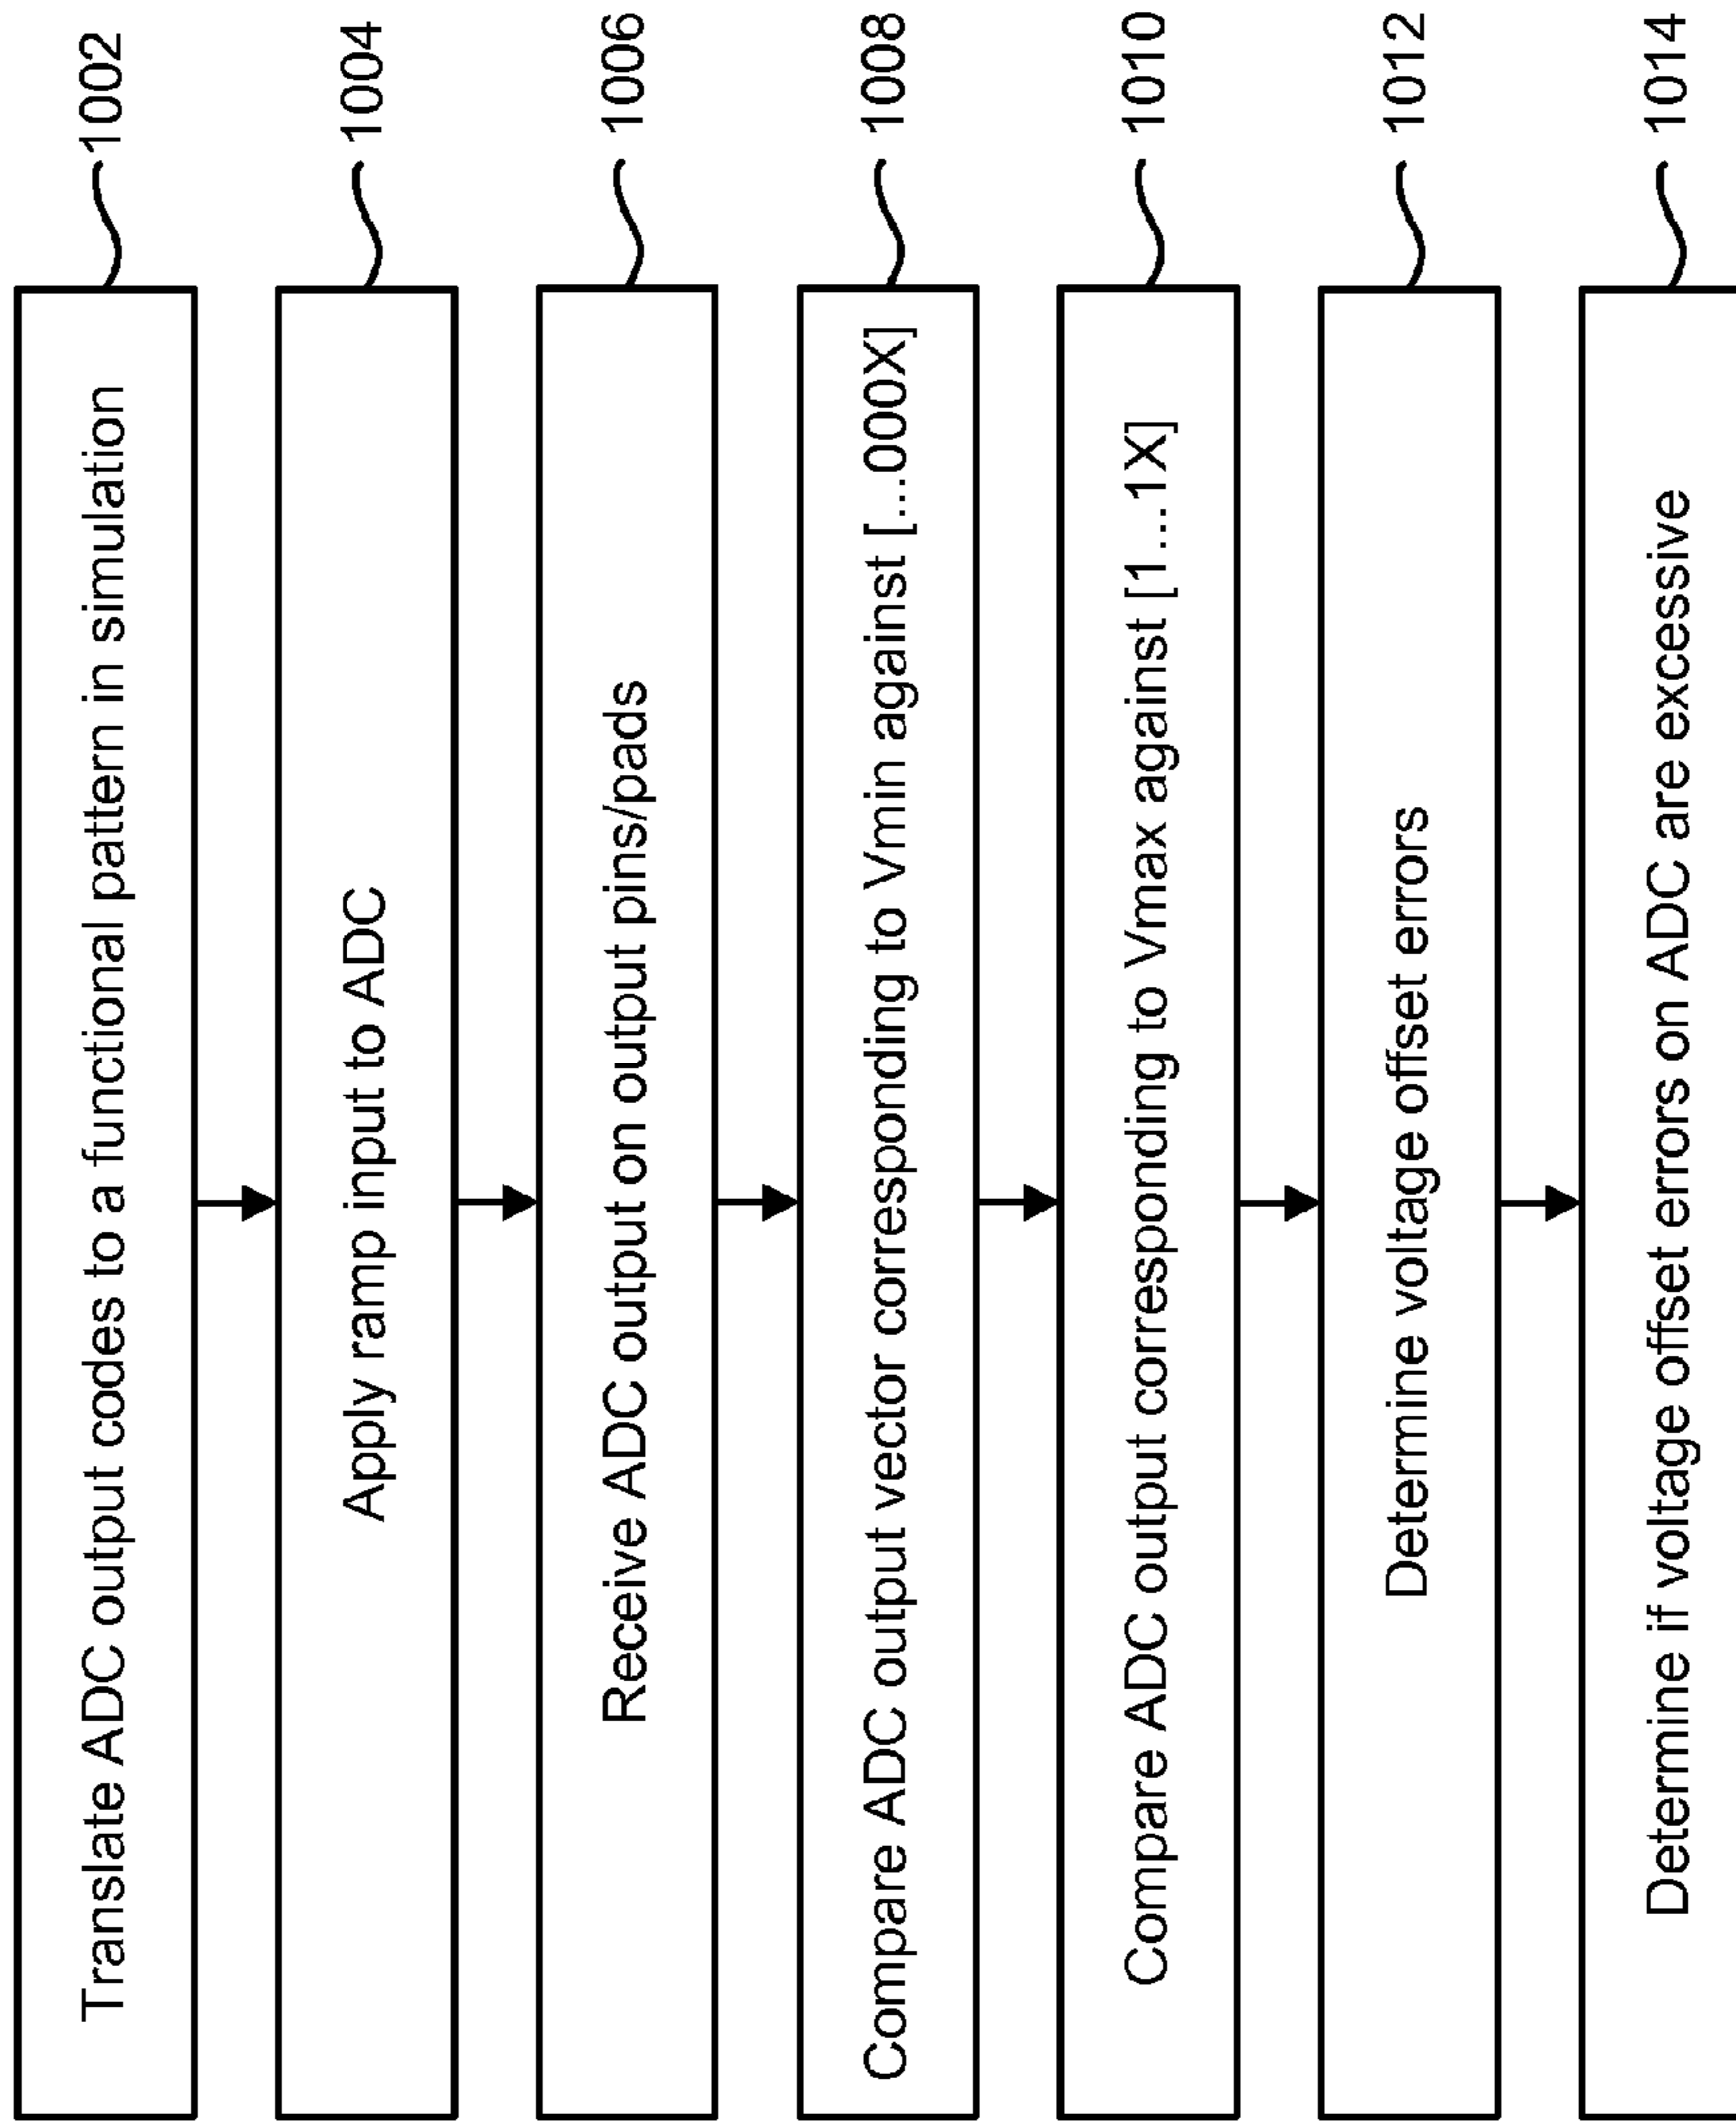 Translate ADC output codes to a functional pattern in simulation 1002
Apply ramp input to ADC 1004
Receive ADC output on output pins/pads 1006
Compare ADC output vector corresponding to Vmin against [...000X] 1008
Compare ADC output corresponding to Vmax against [1...1X] 1010
Determine voltage offset errors 1012
Determine if voltage offset errors on ADC are excessive 1014